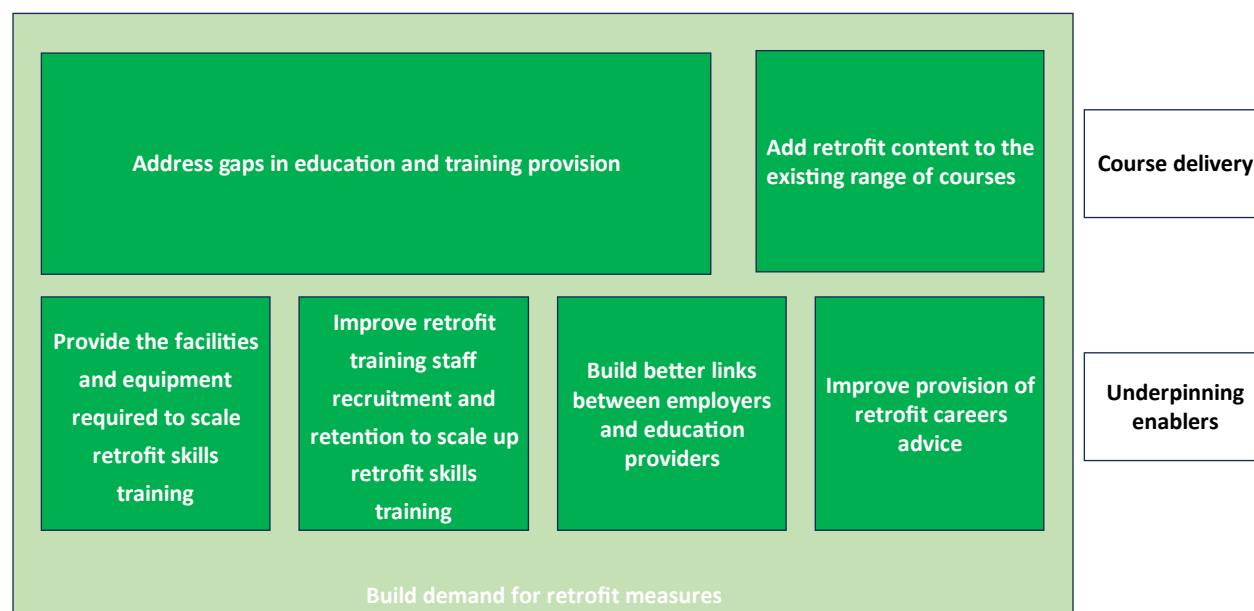 Address gaps in education and training provision
Add retrofit content to the
existing range of courses
Course delivery
Provide the facilities
and equipment
required to scale
retrofit skills
training
Improve retrofit
training staff
recruitment and
retention to scale up
retrofit skills
training
Build better links
between employers
and education
providers
Improve provision of
retrofit careers
advice
Underpinning
enablers
Build demand for retrofit measures